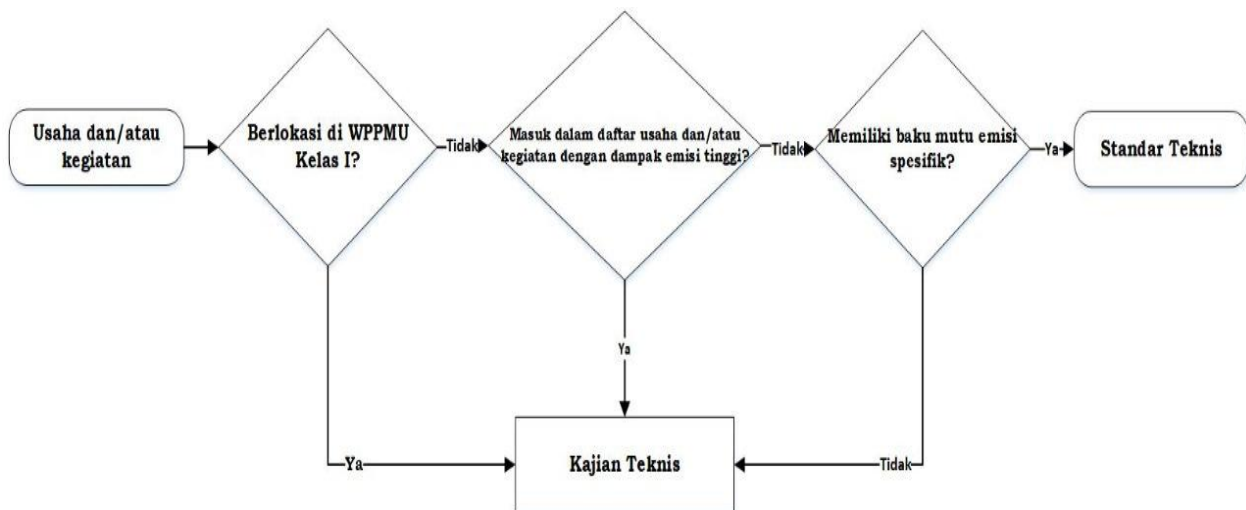 Usaha dan/atau
kegiatan
Berlokasi di WPPMU
Kelas I?
Tidak
Masuk dalam daftar usaha dan/atau
kegiatan dengan dampak emisi tinggi?
Tidak
Memiliki baku mutu emisi
spesifik?
Ya
Standar Teknis
Ya
Ya
Kajian Teknis
Tidak